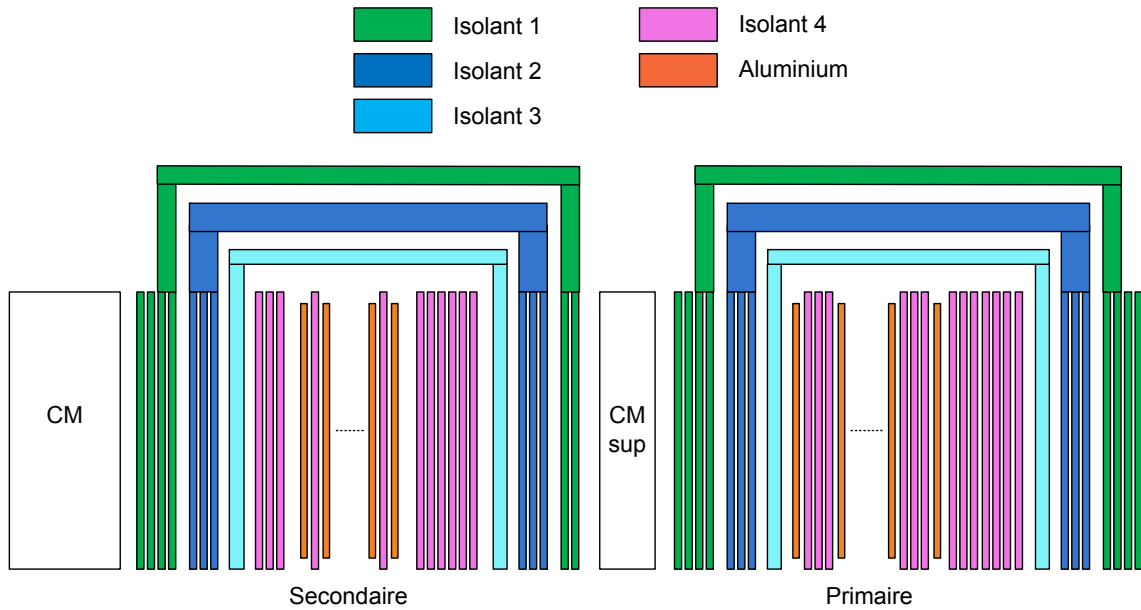 Isolant 1
Isolant 4
Isolant 2
Aluminium
Isolant 3
CM
CM
sup
Secondaire
Primaire